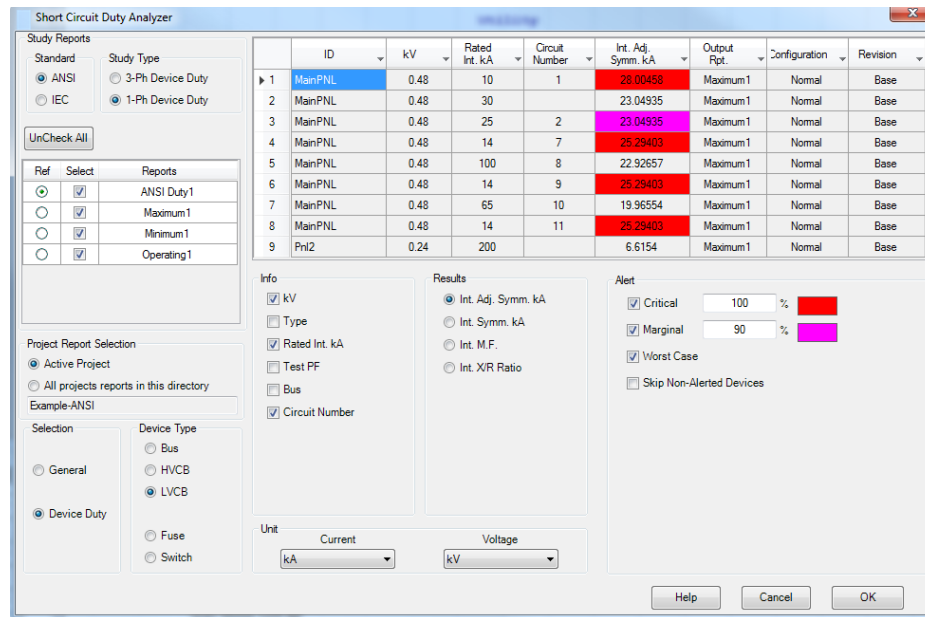 Short Circuit Duty Analyzer
Study Reports
Standard
ANSI
IEC
Study Type
3-Ph Device Duty
1-Ph Device Duty
UnCheck All
Ref Select Reports
ANSI Duty1
Maximum1
Minimum1
Operating1
Project Report Selection
Active Project
All projects reports in this directory
Example-ANSI
Selection
General
Device Duty
Device Type
Bus
HVCB
LVCB
Fuse
Switch
ID kV Rated Int. kA Circuit Number Int. Adj. Symm. kA Output Rpt. Configuration Revision
1 MainPNL 0.48 10 1 28.00458 Maximum1 Normal Base
2 MainPNL 0.48 30 23.04935 Maximum1 Normal Base
3 MainPNL 0.48 25 2 23.04935 Maximum1 Normal Base
4 MainPNL 0.48 14 7 25.29403 Maximum1 Normal Base
5 MainPNL 0.48 100 8 22.92657 Maximum1 Normal Base
6 MainPNL 0.48 14 9 25.29403 Maximum1 Normal Base
7 MainPNL 0.48 65 10 19.96554 Maximum1 Normal Base
8 MainPNL 0.48 14 11 25.29403 Maximum1 Normal Base
9 Pnl2 0.24 200 6.6154 Maximum1 Normal Base
Info
kV
Type
Rated Int. kA
Test PF
Bus
Circuit Number
Results
Int. Adj. Symm. kA
Int. Symm. kA
Int. M.F.
Int. X/R Ratio
Alert
Critical 100 %
Marginal 90 %
Worst Case
Skip Non-Alerted Devices
Unit
Current
kA
Voltage
kV
Help
Cancel
OK